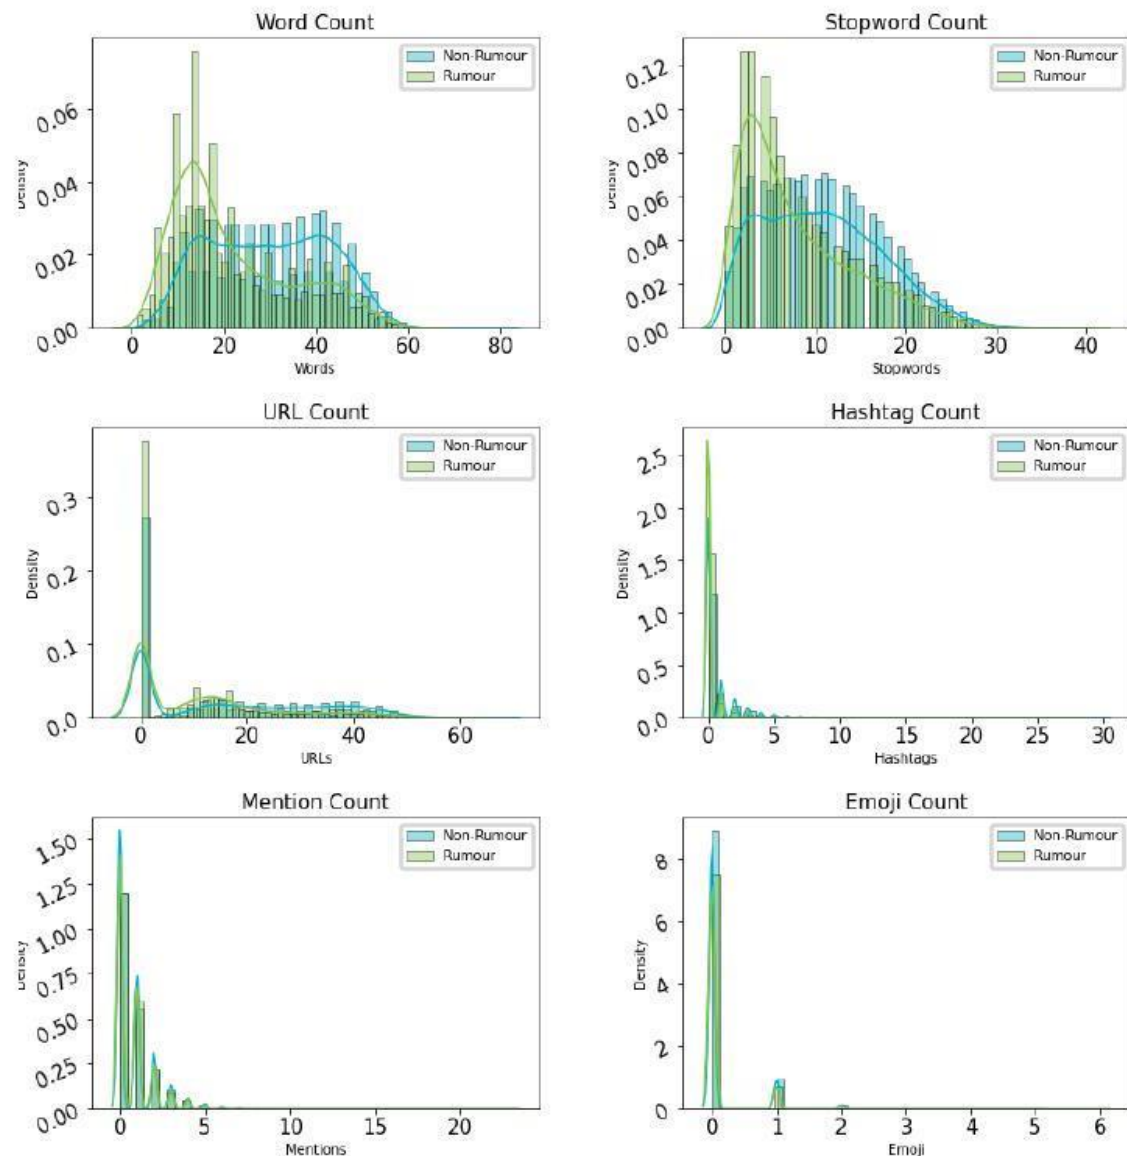 Word Count
Non-Rumour
Rumour
Density
0.06
0.04
0.02
0.00
0 20 40 60 80
Words
Stopword Count
Non-Rumour
Rumour
Density
0.12
0.10
0.08
0.06
0.04
0.02
0.00
0 10 20 30 40
Stopwords
URL Count
Non-Rumour
Rumour
Density
0.3
0.2
0.1
0.0
0 20 40 60
URLs
Hashtag Count
Non-Rumour
Rumour
Density
2.5
2.0
1.5
1.0
0.5
0.0
0 5 10 15 20 25 30
Hashtags
Mention Count
Non-Rumour
Rumour
Density
1.50
1.25
1.00
0.75
0.50
0.25
0.00
0 5 10 15 20
Mentions
Emoji Count
Non-Rumour
Rumour
Density
8
6
4
2
0
0 1 2 3 4 5 6
Emoji